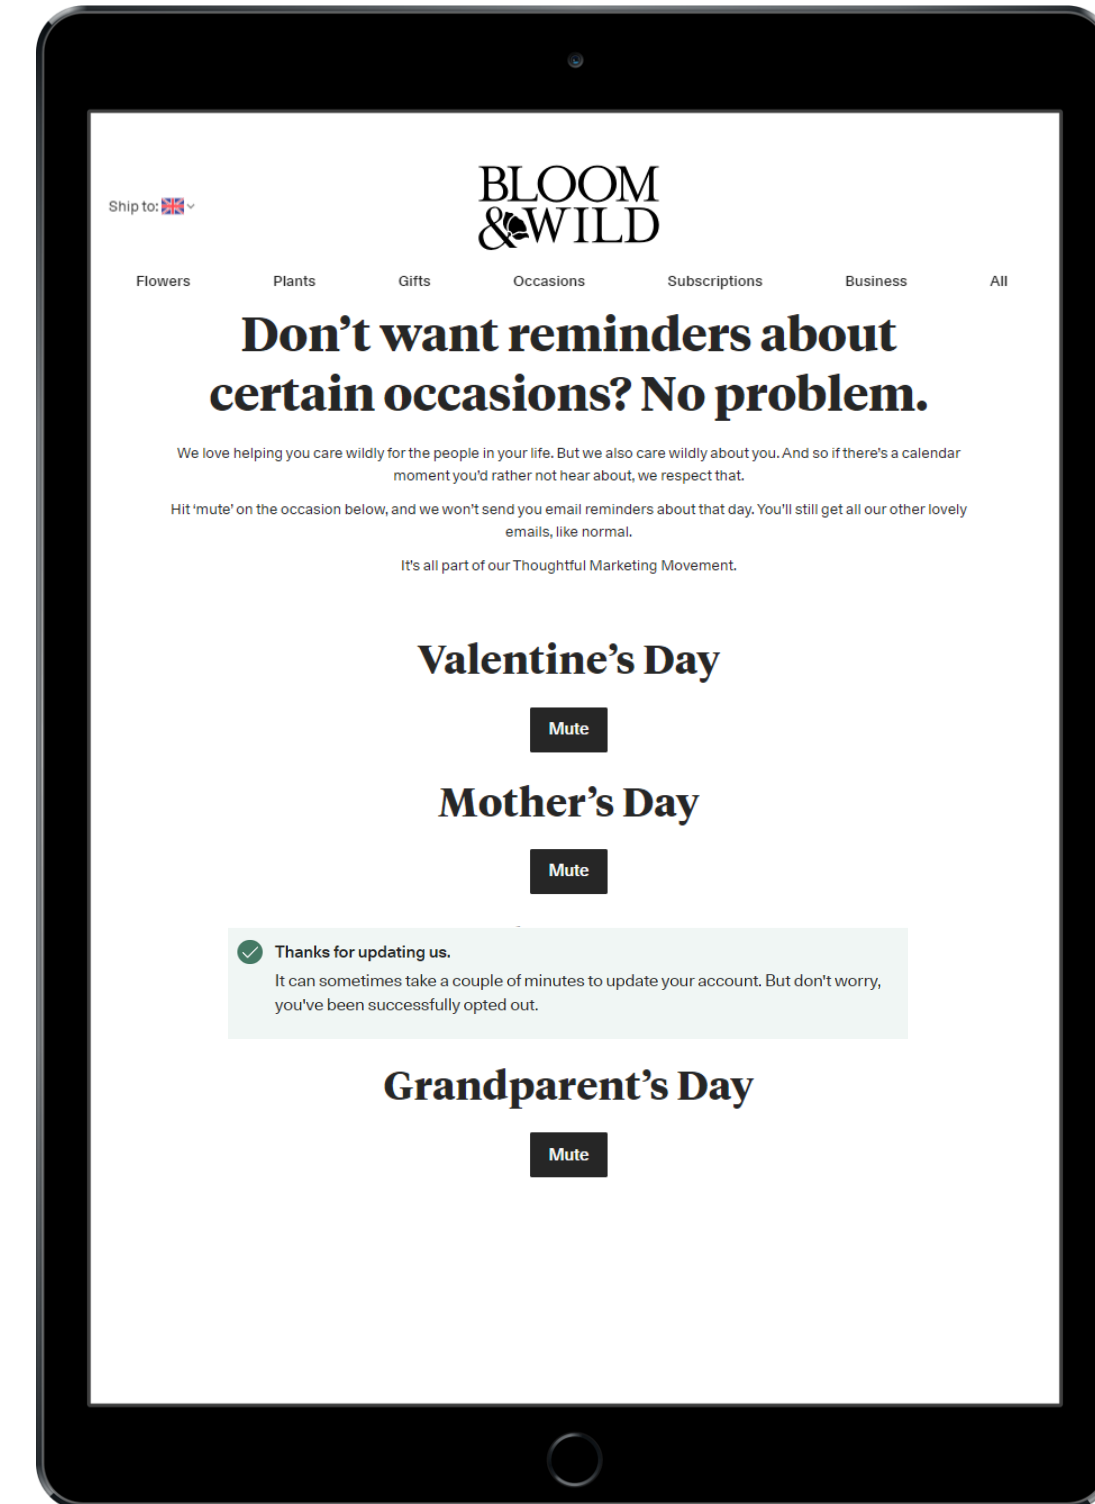 BLOOM
&WILD
Ship to:
Flowers Plants Gifts Occasions Subscriptions Business All
Don’t want reminders about
certain occasions? No problem.
We love helping you care wildly for the people in your life. But we also care wildly about you. And so if there's a calendar
moment you'd rather not hear about, we respect that.
Hit ‘mute’ on the occasion below, and we won’t send you email reminders about that day. You'll still get all our other lovely
emails, like normal.
It's all part of our Thoughtful Marketing Movement.
Valentine’s Day
Mute
Mother’s Day
Mute
Thanks for updating us.
It can sometimes take a couple of minutes to update your account. But don't worry,
you've been successfully opted out.
Grandparent’s Day
Mute